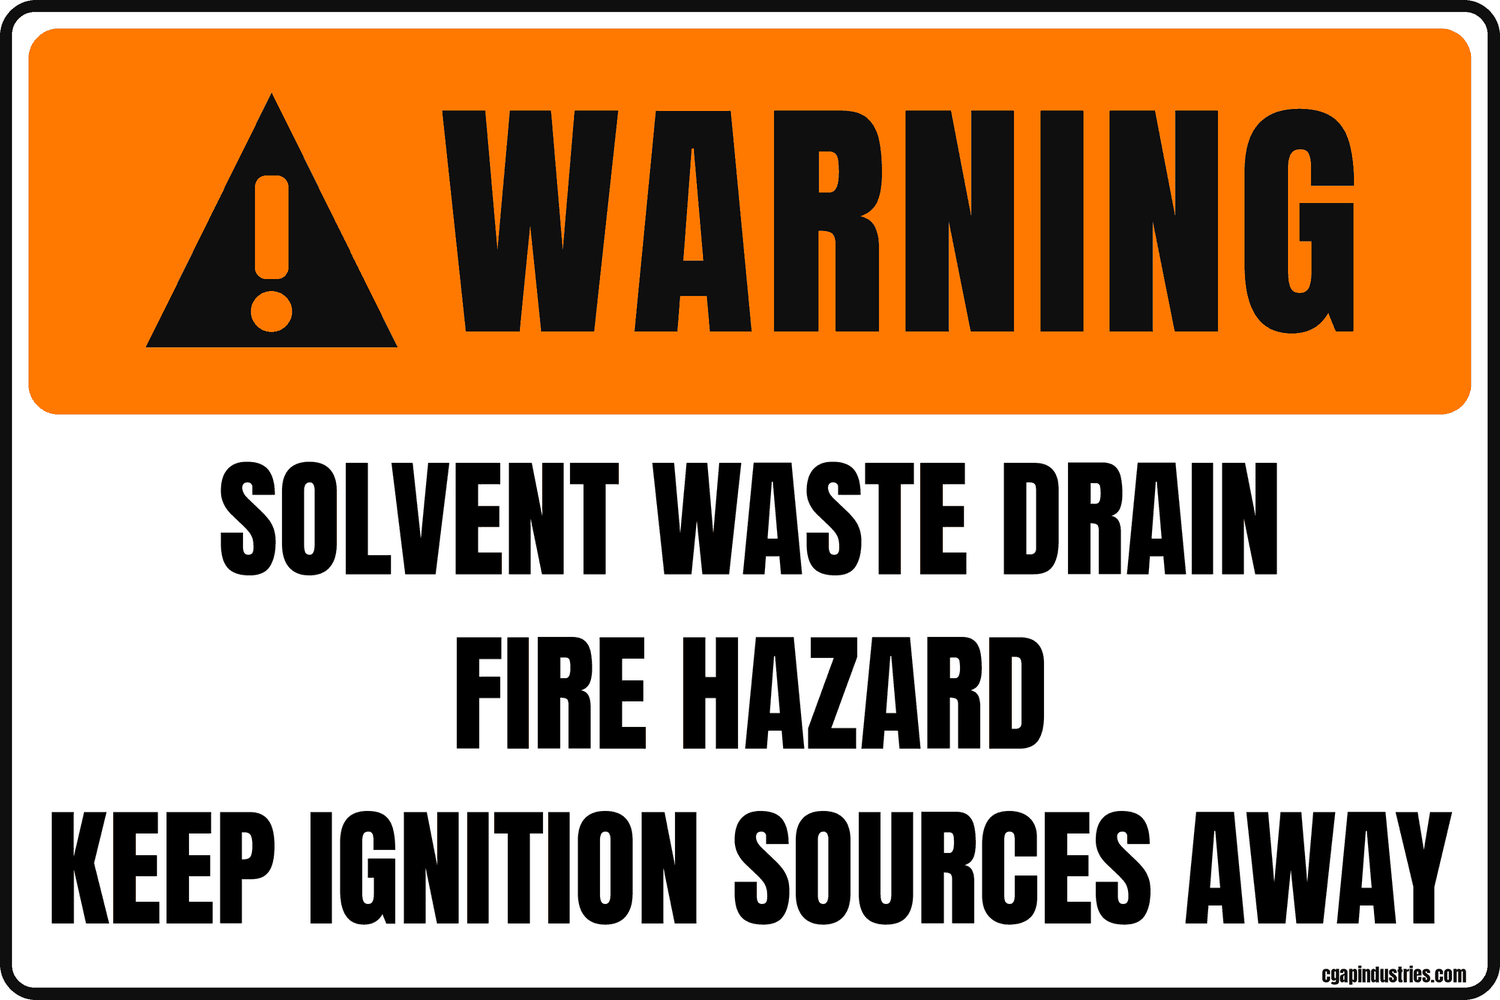 WARNING
SOLVENT WASTE DRAIN
FIRE HAZARD
KEEP IGNITION SOURCES AWAY
cgapindustries.com